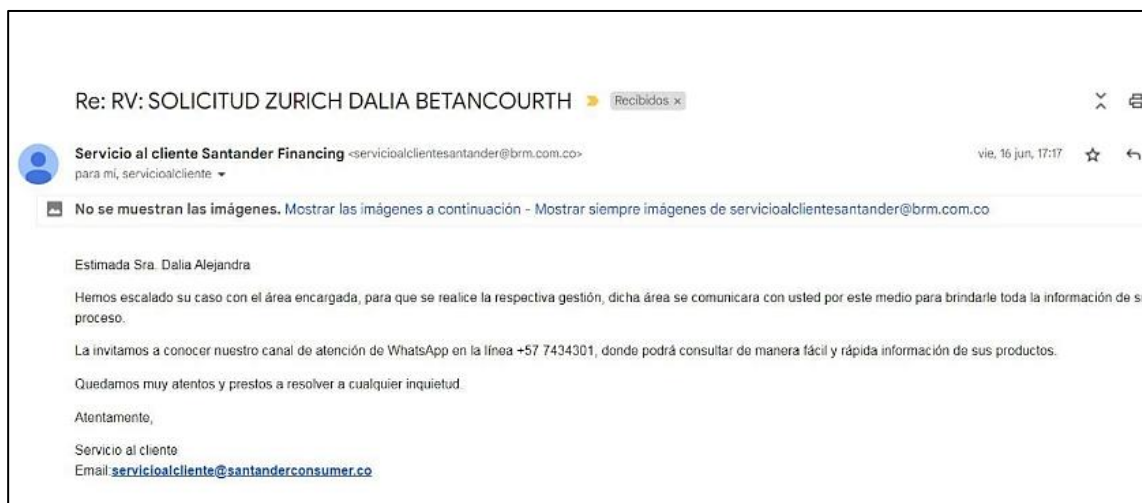 Re: RV: SOLICITUD ZURICH DALIA BETANCOURTH Recibidos x
Servicio al cliente Santander Financing <servicioalclientesantander@brm.com.co> vie, 16 jun, 17:17
para mí, servicioalcliente
No se muestran las imágenes. Mostrar las imágenes a continuación - Mostrar siempre imágenes de servicioalclientesantander@brm.com.co
Estimada Sra. Dalia Alejandra
Hemos escalado su caso con el área encargada, para que se realice la respectiva gestión, dicha área se comunicara con usted por este medio para brindarle toda la información de
proceso.
La invitamos a conocer nuestro canal de atención de WhatsApp en la línea +57 7434301, donde podrá consultar de manera fácil y rápida información de sus productos.
Quedamos muy atentos y prestos a resolver a cualquier inquietud.
Atentamente,
Servicio al cliente
Email:servicioalcliente@santanderconsumer.co